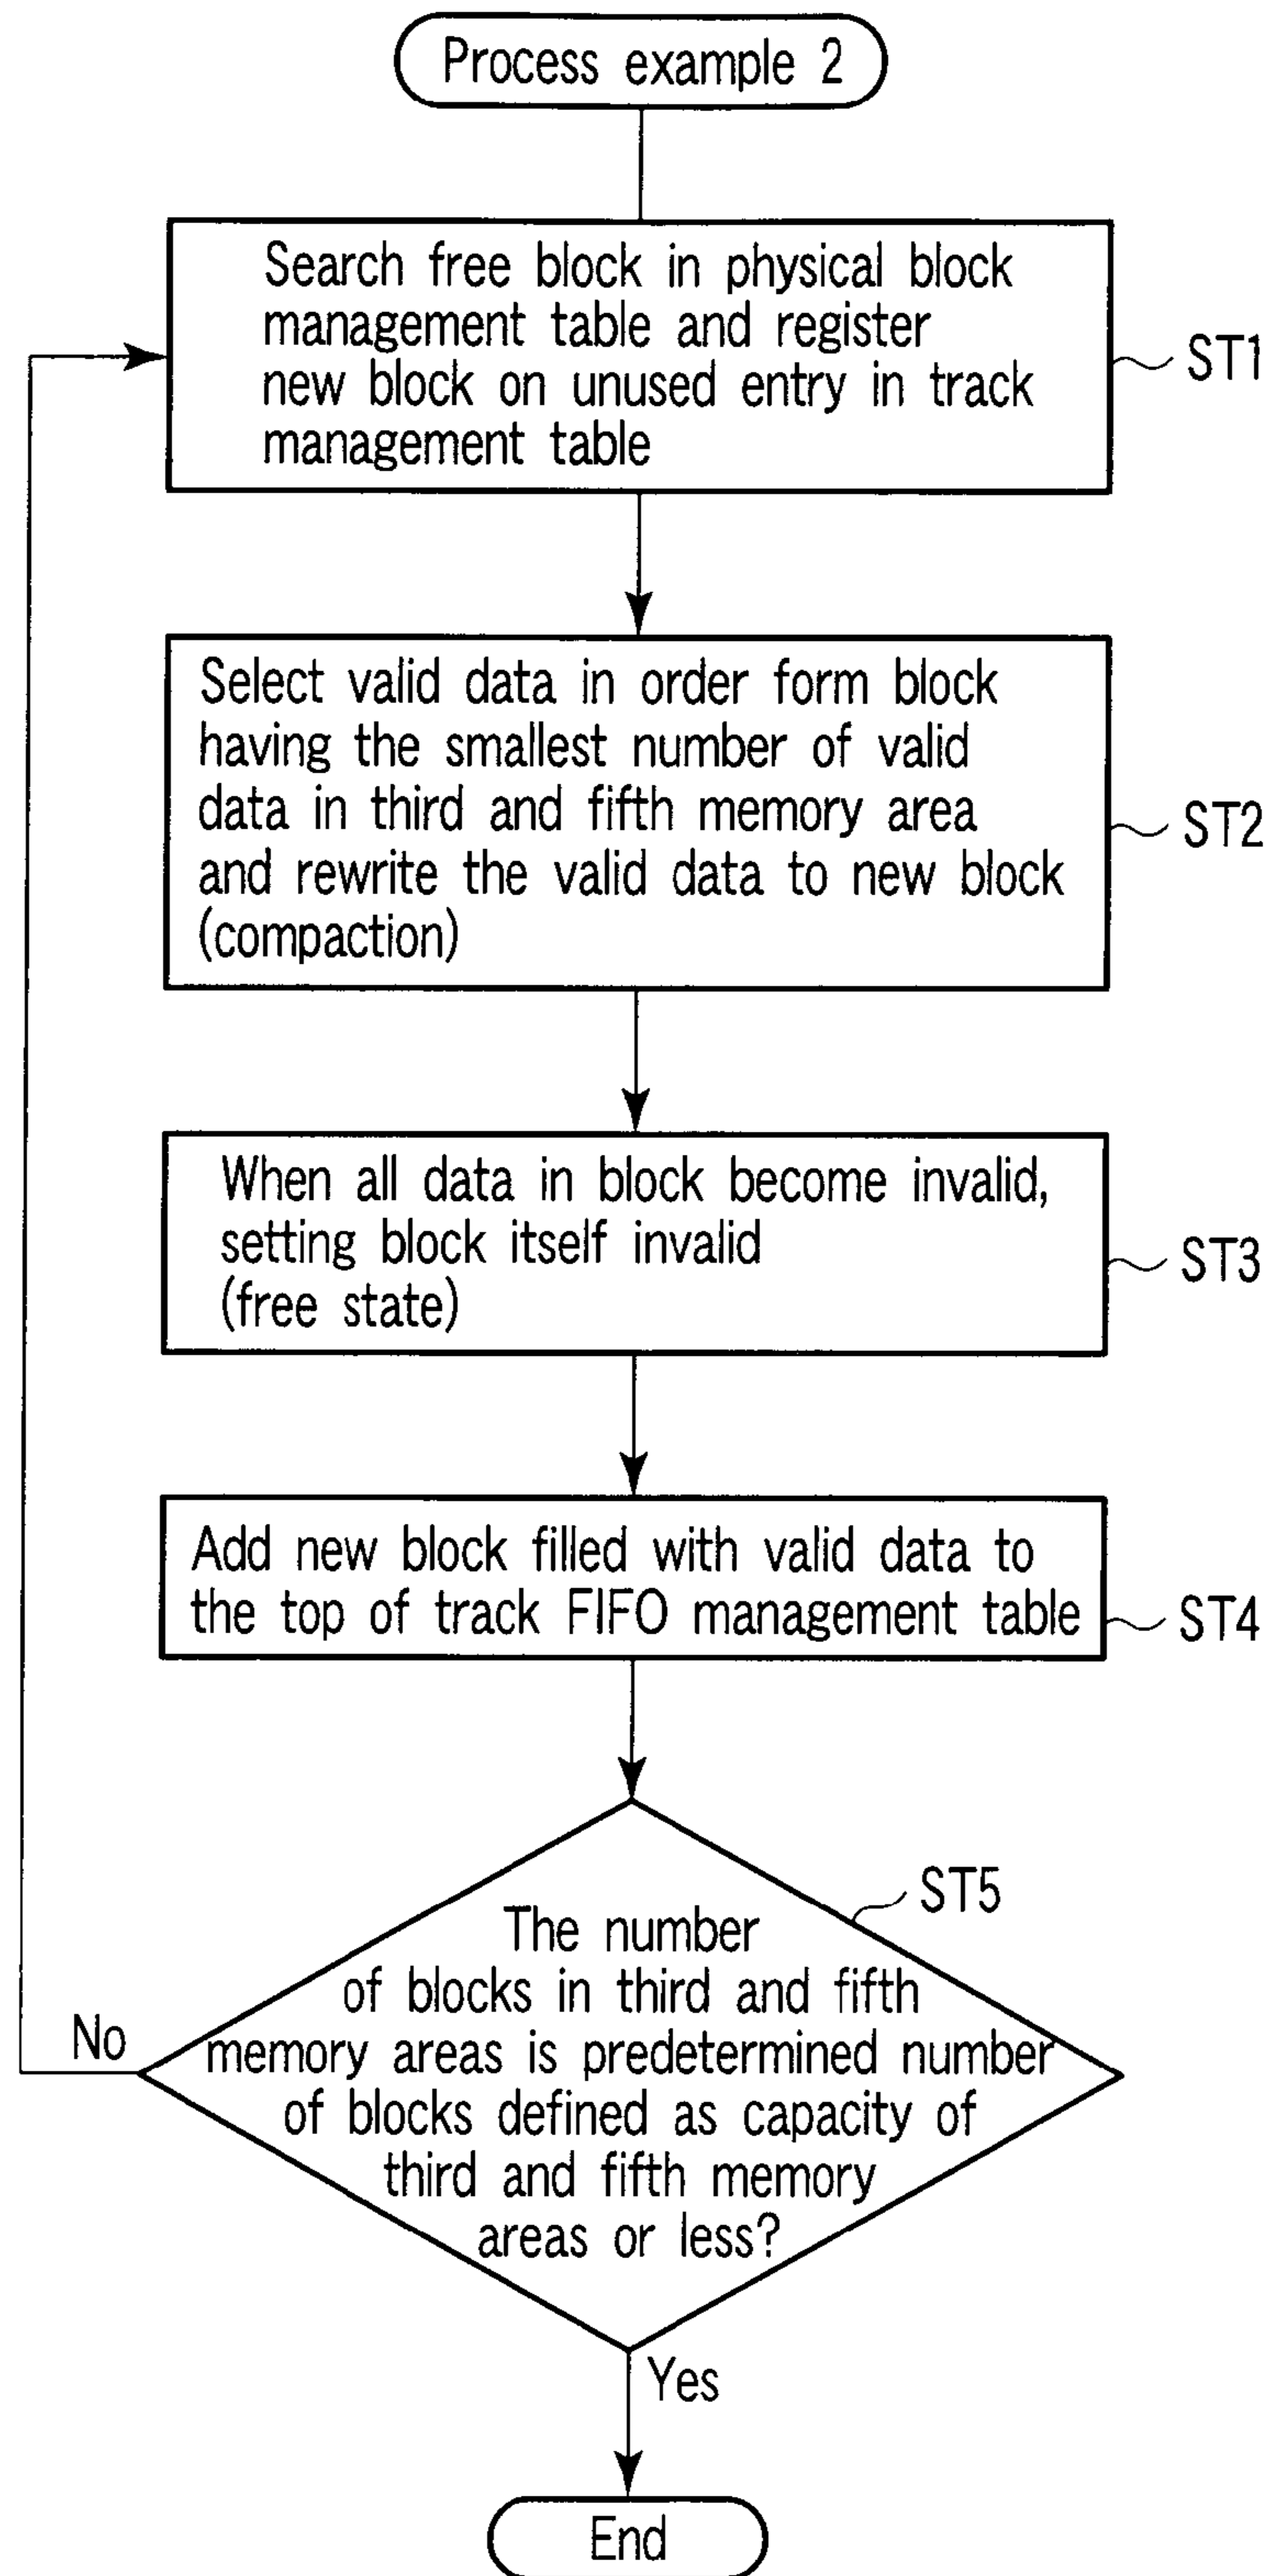 Process example 2
Search free block in physical block
management table and register
new block on unused entry in track
management table
ST1
Select valid data in order form block
having the smallest number of valid
data in third and fifth memory area
and rewrite the valid data to new block
(compaction)
ST2
When all data in block become invalid,
setting block itself invalid
(free state)
ST3
Add new block filled with valid data to
the top of track FIFO management table
ST4
ST5
The number
of blocks in third and fifth
memory areas is predetermined number
of blocks defined as capacity of
third and fifth memory
areas or less?
No
Yes
End